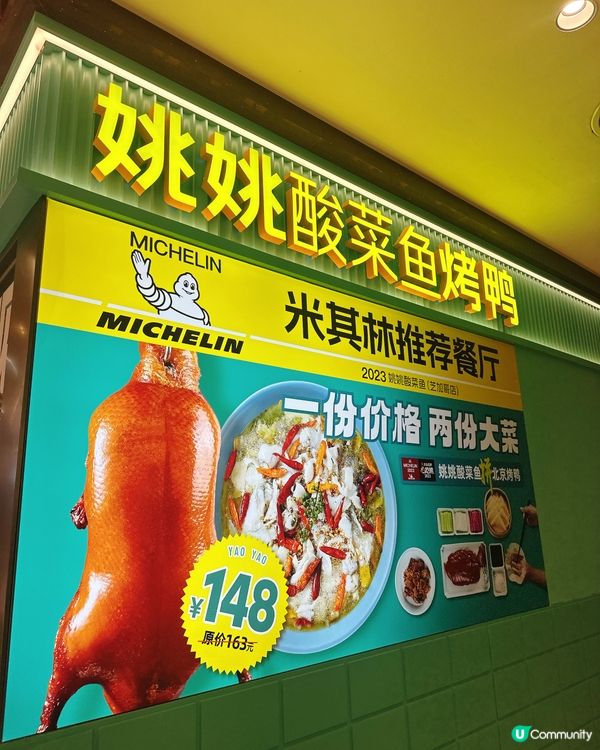 姚姚酸菜鱼烤鸭
MICHELIN
MICHELIN
米其林推荐餐厅
2023 姚姚酸菜鱼(芝加哥店)
一份价格 两份大菜
姚姚酸菜鱼拼北京烤鸭
YAO YAO
¥148
原价163元
U Community